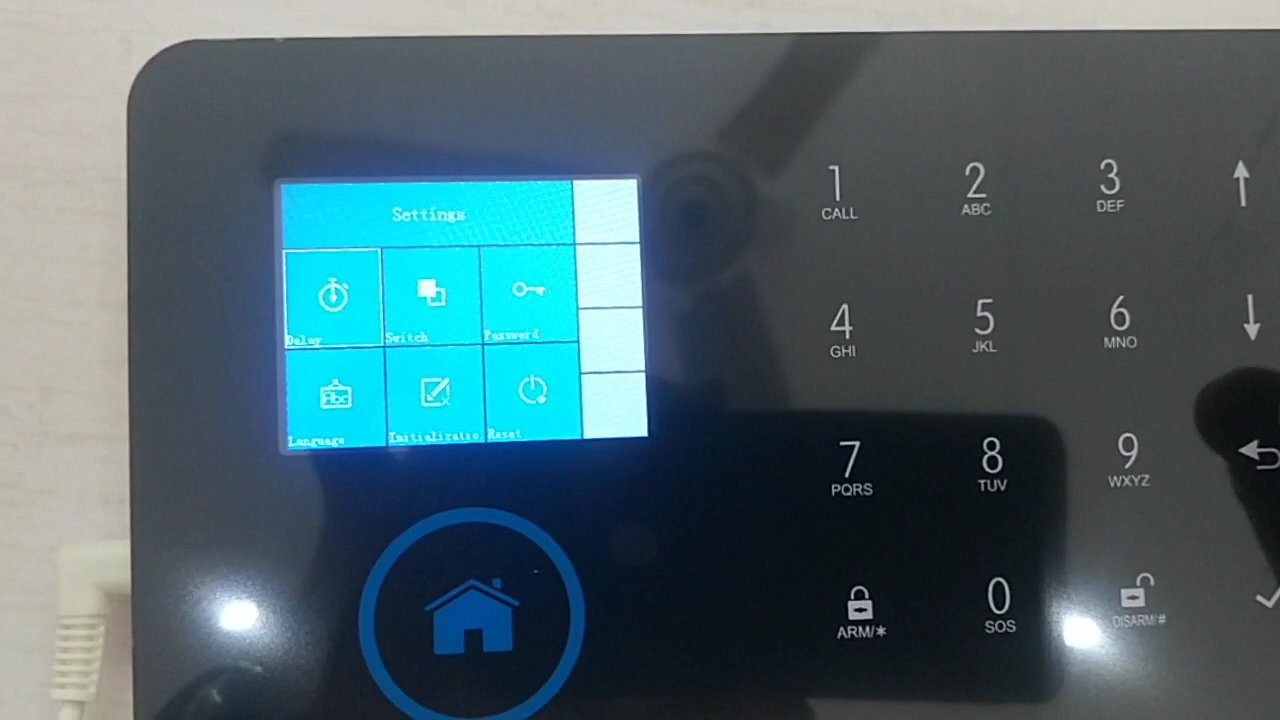 Settings
Delay Switch Password
Abc
Language Initializatio Reset
1 2 3
CALL ABC DEF
4 5 6
GHI JKL MNO
7 8 9
PQRS TUV WXYZ
0
ARM/* SOS DISARM/#